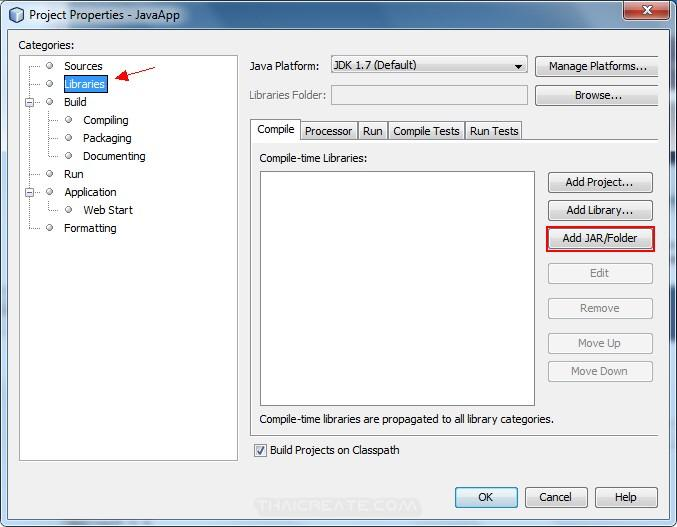 Project Properties - JavaApp
Categories:
Sources
Libraries
Build
Compiling
Packaging
Documenting
Run
Application
Web Start
Formatting
Java Platform:
JDK 1.7 (Default)
Manage Platforms...
Libraries Folder:
Browse...
Compile
Processor
Run
Compile Tests
Run Tests
Compile-time Libraries:
Add Project...
Add Library...
Add JAR/Folder
Edit
Remove
Move Up
Move Down
Compile-time libraries are propagated to all library categories.
Build Projects on Classpath
THAICREATE.COM
OK
Cancel
Help